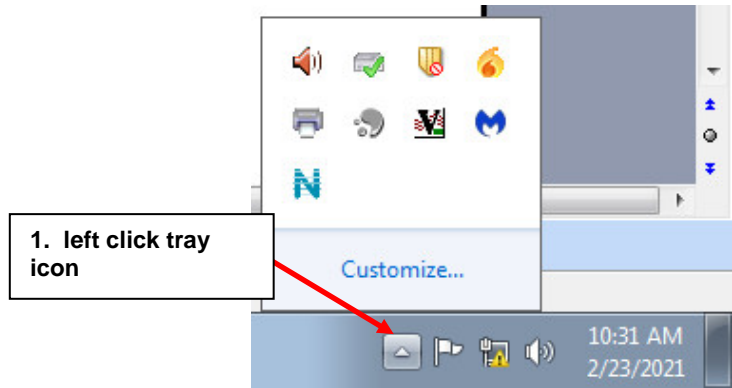 1. left click tray
icon
Customize...
10:31 AM
2/23/2021